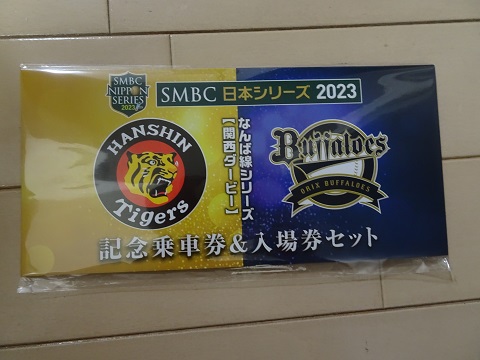 SMBC
NIPPON
SERIES
2023
SMBC 日本シリーズ 2023
なんば線シリーズ
【関西ダービー】
HANSHIN
Tigers
Buffaloes
ORIX BUFFALOES
記念乗車券&入場券セット